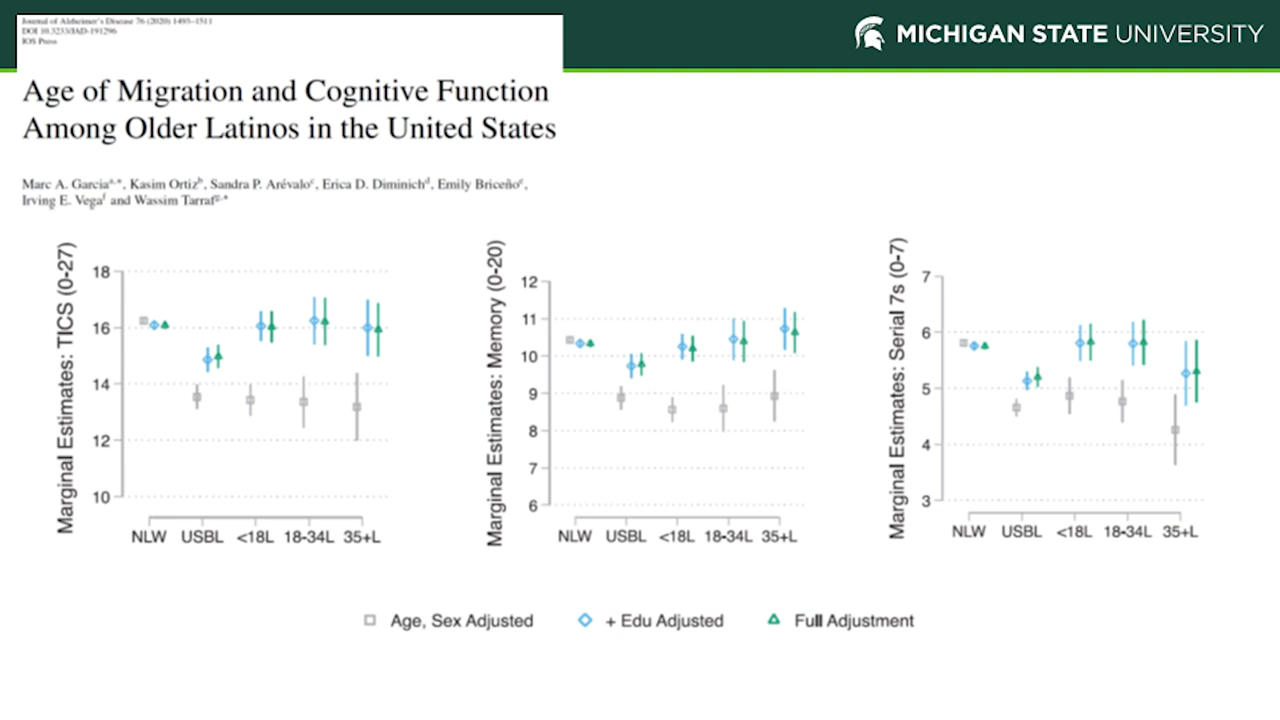 Journal of Alzheimer's Disease 76 (2020) 1493–1511
DOI 10.3233/JAD-191296
IOS Press
MICHIGAN STATE UNIVERSITY
Age of Migration and Cognitive Function
Among Older Latinos in the United States
Marc A. Garcia a,*, Kasim Ortiz b, Sandra P. Arévalo c, Erica D. Diminich d, Emily Briceño e,
Irving E. Vega f and Wassim Tarraf g,*
Marginal Estimates: TICS (0-27)
18
16
14
12
10
NLW USBL <18L 18-34L 35+L
Marginal Estimates: Memory (0-20)
12
11
10
9
8
7
6
NLW USBL <18L 18-34L 35+L
Marginal Estimates: Serial 7s (0-7)
7
6
5
4
3
NLW USBL <18L 18-34L 35+L
Age, Sex Adjusted
+ Edu Adjusted
Full Adjustment